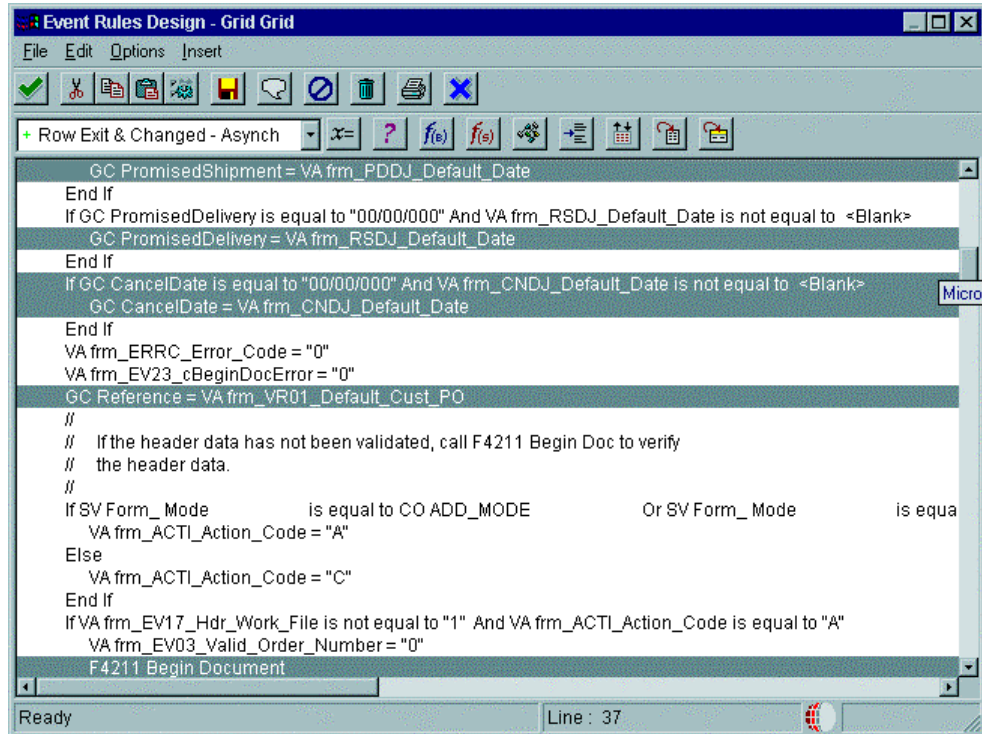 Event Rules Design - Grid Grid
File Edit Options Insert
+ Row Exit & Changed - Asynch x= ? f(B) f(S)
GC PromisedShipment = VA frm_PDDJ_Default_Date
End If
If GC PromisedDelivery is equal to "00/00/000" And VA frm_RSDJ_Default_Date is not equal to <Blank>
GC PromisedDelivery = VA frm_RSDJ_Default_Date
End If
If GC CancelDate is equal to "00/00/000" And VA frm_CNDJ_Default_Date is not equal to <Blank>
Micro
GC CancelDate = VA frm_CNDJ_Default_Date
End If
VA frm_ERRC_Error_Code = "0"
VA frm_EV23_cBeginDocError = "0"
GC Reference = VA frm_VR01_Default_Cust_PO
//
// If the header data has not been validated, call F4211 Begin Doc to verify
// the header data.
//
If SV Form_ Mode is equal to CO ADD_MODE Or SV Form_ Mode is equa
VA frm_ACTI_Action_Code = "A"
Else
VA frm_ACTI_Action_Code = "C"
End If
If VA frm_EV17_Hdr_Work_File is not equal to "1" And VA frm_ACTI_Action_Code is equal to "A"
VA frm_EV03_Valid_Order_Number = "0"
F4211 Begin Document
Ready Line : 37